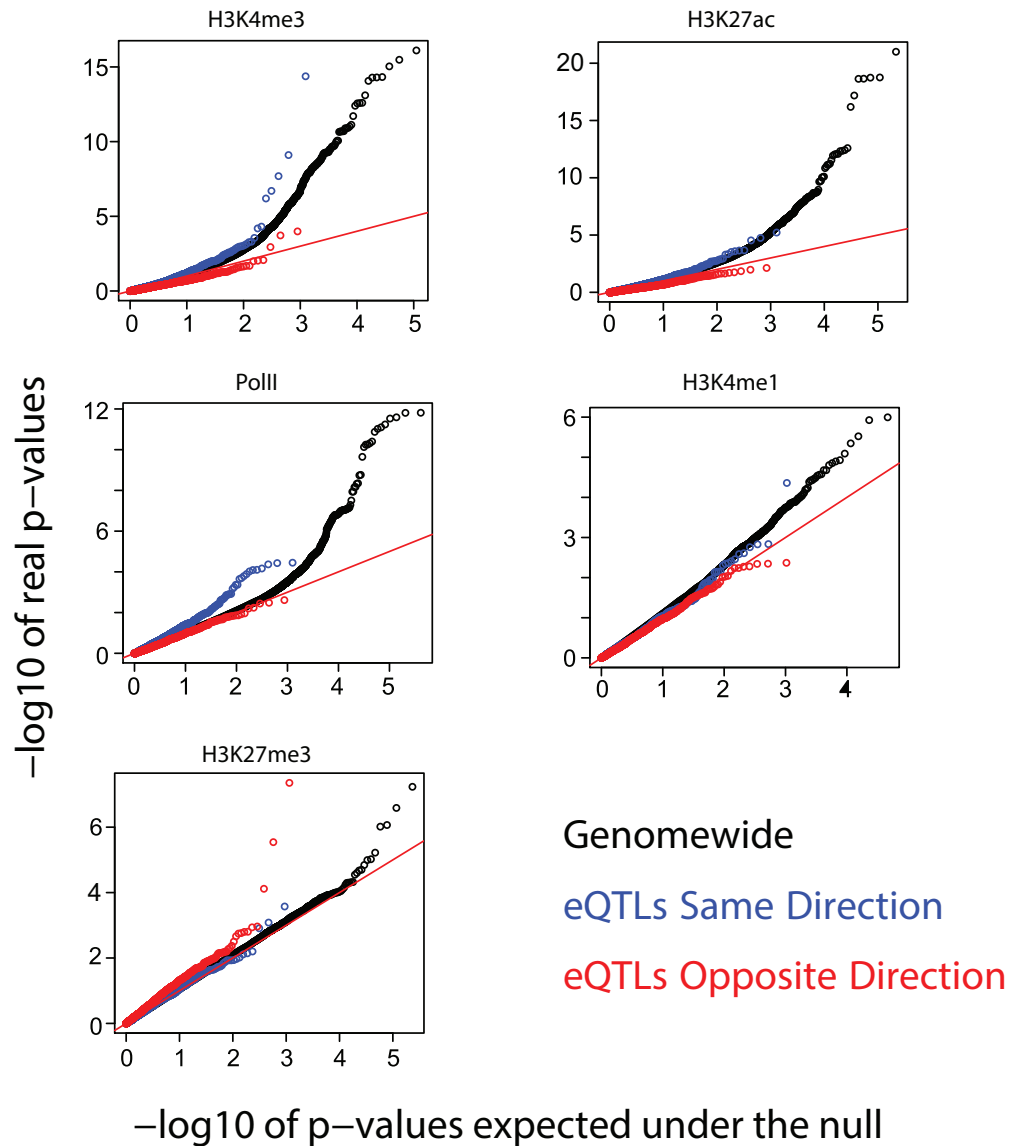 H3K4me3
H3K27ac
15
10
5
0
0 1 2 3 4 5
20
15
10
5
0
0 1 2 3 4 5
PolII
H3K4me1
12
6
0
0 1 2 3 4 5
6
3
0
0 1 2 3 4
H3K27me3
6
4
2
0
0 1 2 3 4 5
−log10 of real p−values
Genomewide
eQTLs Same Direction
eQTLs Opposite Direction
−log10 of p−values expected under the null